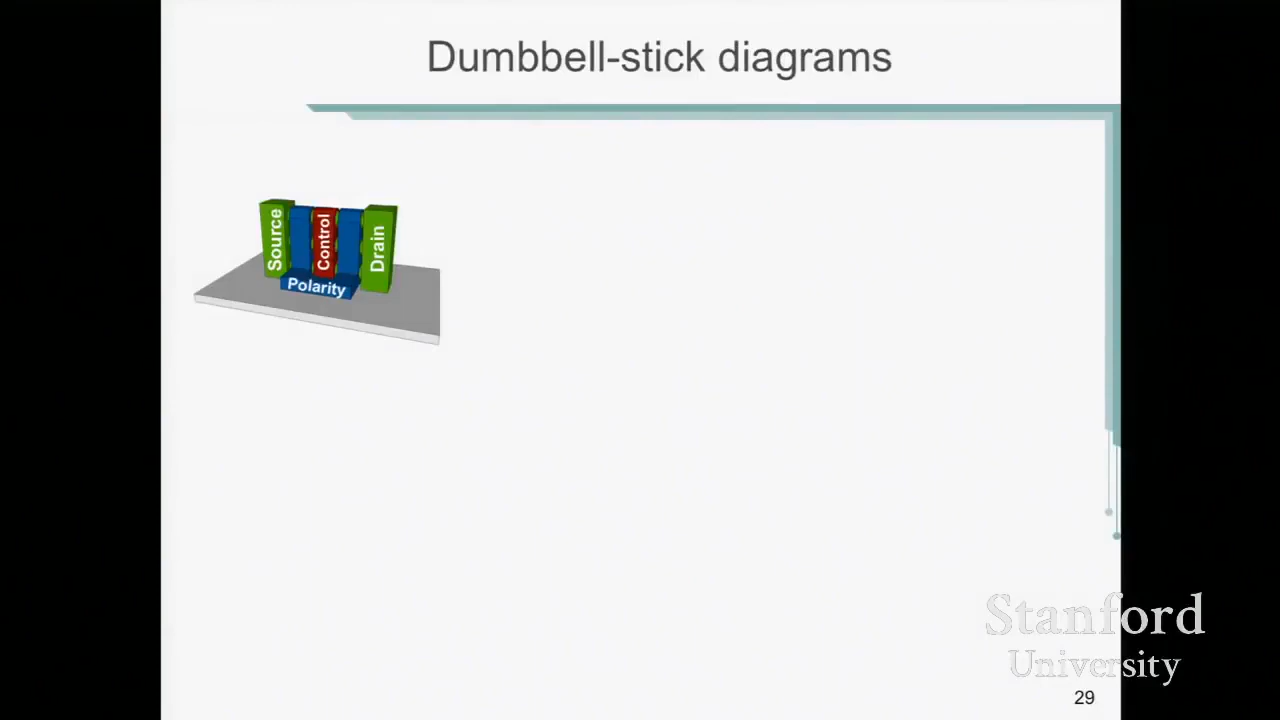 Dumbbell-stick diagrams
Source
Control
Drain
Polarity
Stanford
University
29